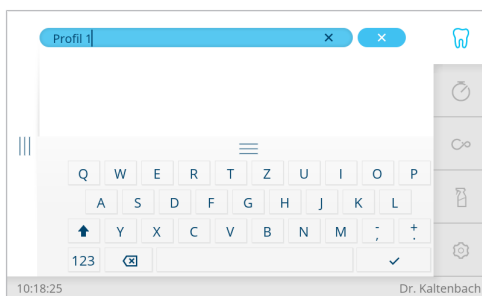 Profil 1
Q W E R T Z U I O P
A S D F G H J K L
Y X C V B N M - , + .
123
10:18:25 Dr. Kaltenbach